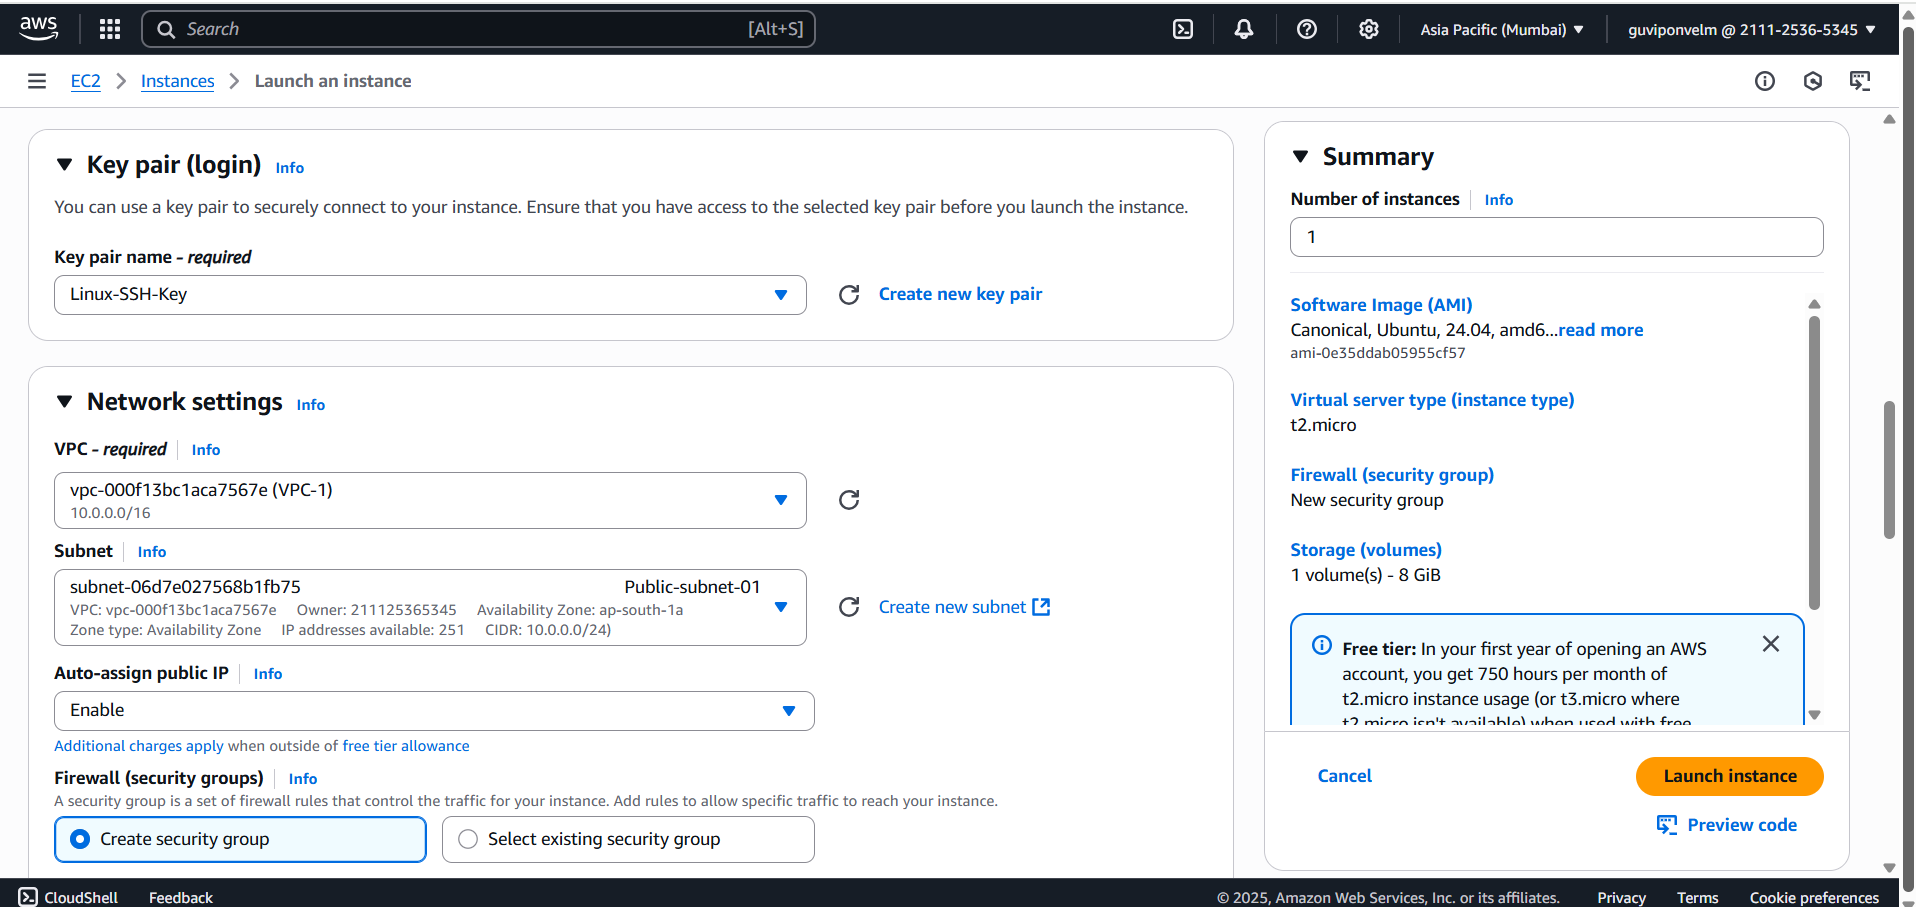 aws
Search [Alt+S]
Asia Pacific (Mumbai)
guviponvelm @ 2111-2536-5345
EC2 Instances Launch an instance
Key pair (login) Info
You can use a key pair to securely connect to your instance. Ensure that you have access to the selected key pair before you launch the instance.
Key pair name - required
Linux-SSH-Key
Create new key pair
Network settings Info
VPC - required Info
vpc-000f13bc1aca7567e (VPC-1)
10.0.0.0/16
Subnet Info
subnet-06d7e027568b1fb75 Public-subnet-01
VPC: vpc-000f13bc1aca7567e Owner: 211125365345 Availability Zone: ap-south-1a
Zone type: Availability Zone IP addresses available: 251 CIDR: 10.0.0.0/24)
Create new subnet
Auto-assign public IP Info
Enable
Additional charges apply when outside of free tier allowance
Firewall (security groups) Info
A security group is a set of firewall rules that control the traffic for your instance. Add rules to allow specific traffic to reach your instance.
Create security group
Select existing security group
Summary
Number of instances Info
1
Software Image (AMI)
Canonical, Ubuntu, 24.04, amd6...read more
ami-0e35ddab05955cf57
Virtual server type (instance type)
t2.micro
Firewall (security group)
New security group
Storage (volumes)
1 volume(s) - 8 GiB
Free tier: In your first year of opening an AWS
account, you get 750 hours per month of
t2.micro instance usage (or t3.micro where
t2.micro isn't available) when used with free
Cancel
Launch instance
Preview code
CloudShell Feedback
© 2025, Amazon Web Services, Inc. or its affiliates. Privacy Terms Cookie preferences